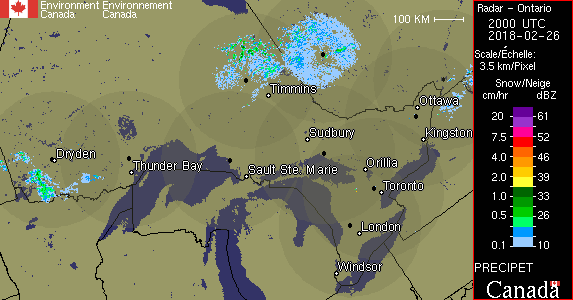 Environment Environnement
Canada Canada
100 KM
Timmins
Ottawa
Sudbury
Kingston
Dryden
Thunder Bay
Sault Ste. Marie
Orillia
Toronto
London
Windsor
Radar - Ontario
2000 UTC
2018-02-26
Scale/Échelle:
3.5 km/Pixel
Snow/Neige
cm/hr dBZ
20 61
7.5 52
4.0 46
2.0 39
1.0 33
0.5 26
0.1 10
PRECIPET
Canada